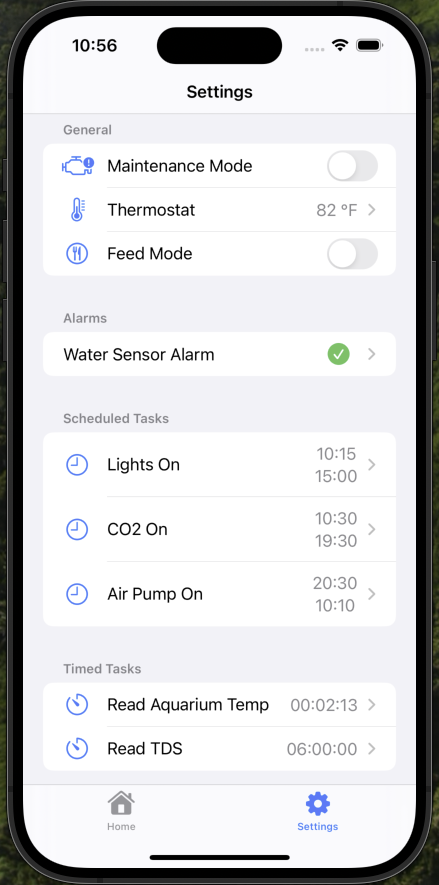 10:56
Settings
General
Maintenance Mode
Thermostat 82 °F
Feed Mode
Alarms
Water Sensor Alarm
Scheduled Tasks
Lights On 10:15
15:00
CO2 On 10:30
19:30
Air Pump On 20:30
10:10
Timed Tasks
Read Aquarium Temp 00:02:13
Read TDS 06:00:00
Home Settings